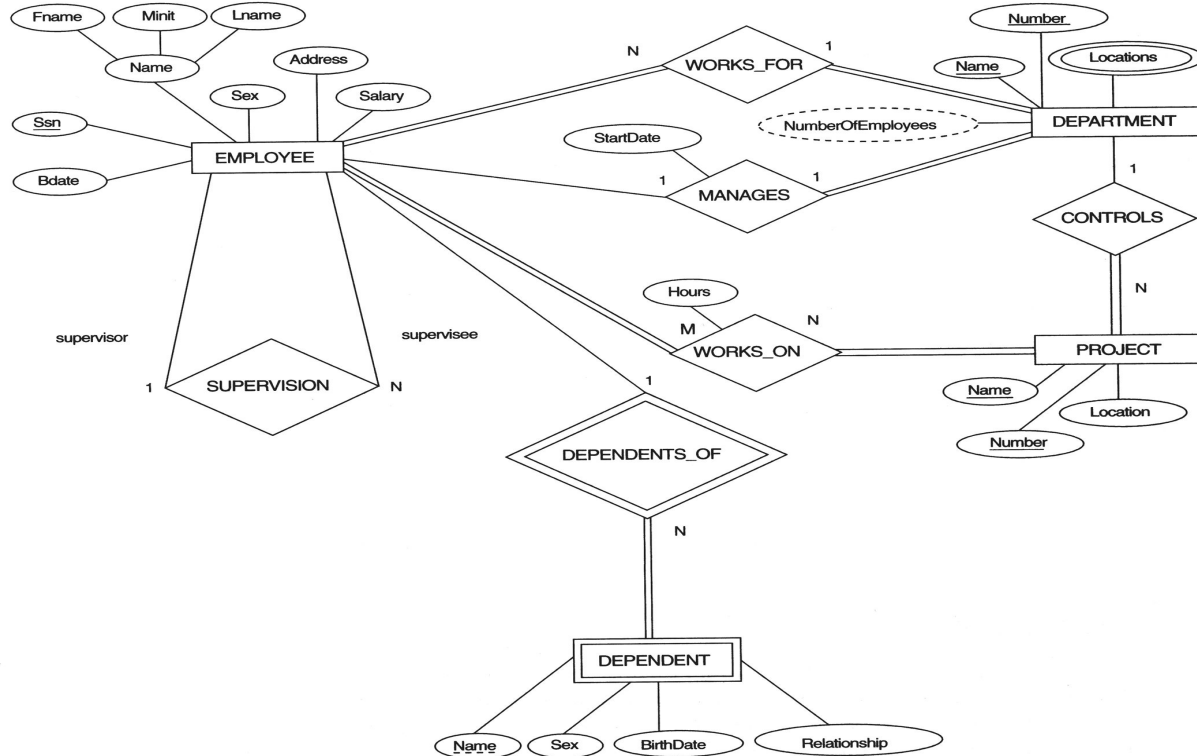 Fname
Minit
Lname
Number
Name
Address
N
WORKS_FOR
1
Name
Locations
Sex
Salary
Ssn
NumberOfEmployees
DEPARTMENT
StartDate
EMPLOYEE
Bdate
1
MANAGES
1
1
CONTROLS
Hours
N
N
M
supervisor
supervisee
WORKS_ON
PROJECT
1
SUPERVISION
N
1
Name
Location
Number
DEPENDENTS_OF
N
DEPENDENT
Name
Sex
BirthDate
Relationship